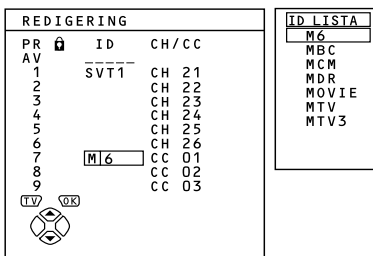 REDIGERING
PR ID CH/CC
AV _____
1 SVT1 CH 21
2 CH 22
3 CH 23
4 CH 24
5 CH 25
6 CH 26
7 M6 CC 01
8 CC 02
9 CC 03
TV OK
ID LISTA
M6
MBC
MCM
MDR
MOVIE
MTV
MTV3